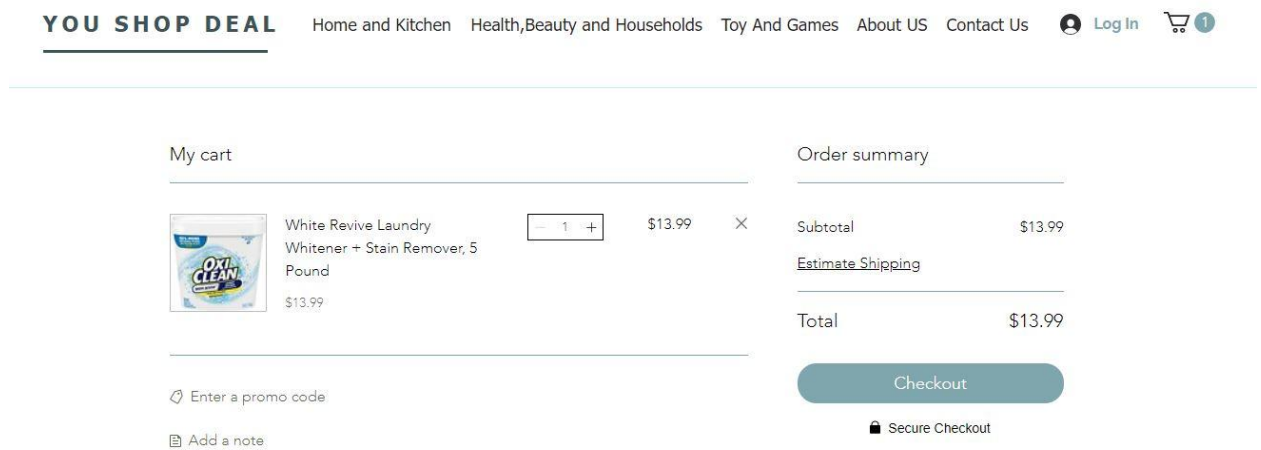 YOU SHOP DEAL
Home and Kitchen
Health,Beauty and Households
Toy And Games
About US
Contact Us
Log In
1
My cart
White Revive Laundry
Whitener + Stain Remover, 5
Pound
$13.99
1
$13.99
OXI
CLEAN
Enter a promo code
Add a note
Order summary
Subtotal
$13.99
Estimate Shipping
Total
$13.99
Checkout
Secure Checkout